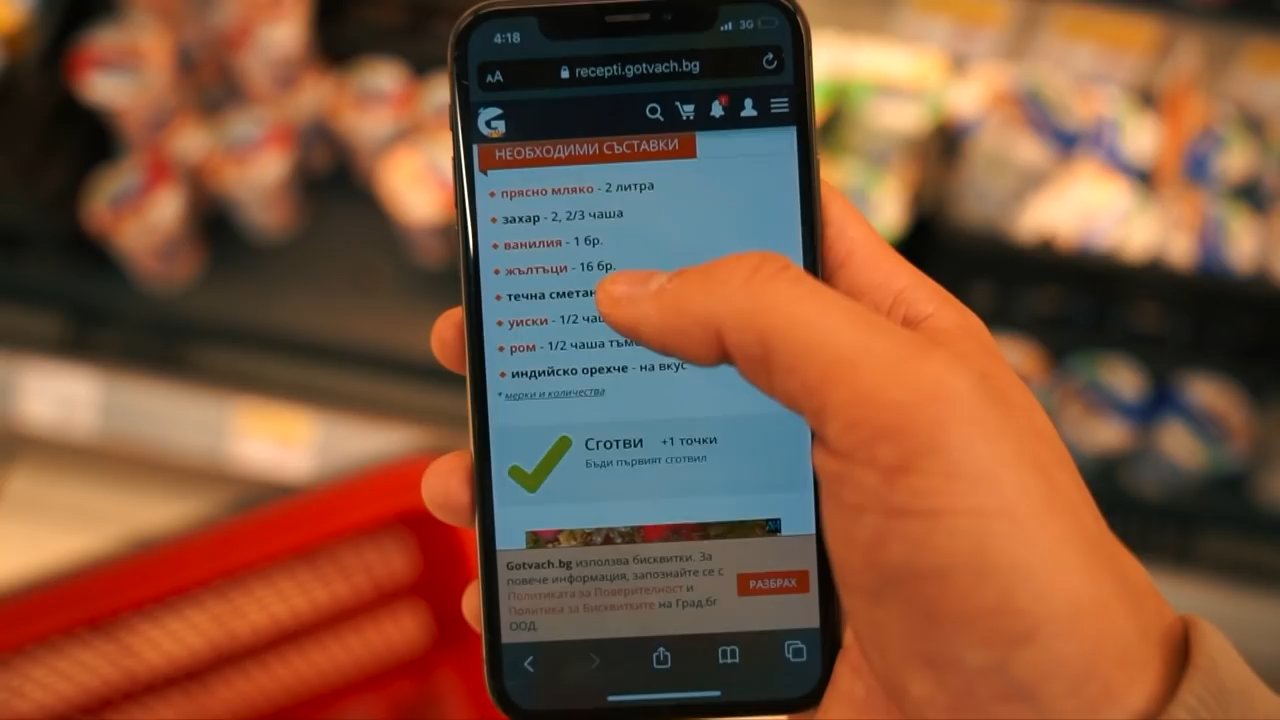 4:18
3G
AA
recepti.gotvach.bg
НЕОБХОДИМИ СЪСТАВКИ
прясно мляко - 2 литра
захар - 2, 2/3 чаша
ванилия - 1 бр.
жълтъци - 16 бр.
течна
уиски - 1/2
ром - 1/2 чаша
индийско орехче - на вкус
* мерки и количества
Сготви +1 точки
Бъди първият сготвил
Gotvach.bg използва бисквитки. За
повече информация, запознайте се с
Политиката за Поверителност и
Политика за Бисквитките на Град.бг
ООД.
РАЗБРАХ